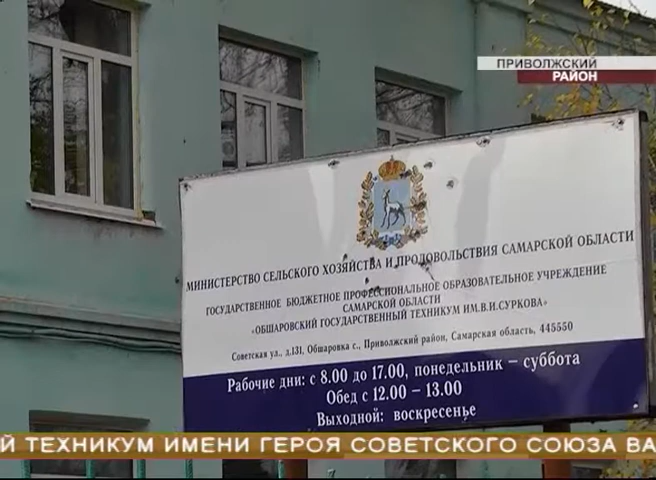 ПРИВОЛЖСКИЙ
РАЙОН
МИНИСТЕРСТВО СЕЛЬСКОГО ХОЗЯЙСТВА И ПРОДОВОЛЬСТВИЯ САМАРСКОЙ ОБЛАСТИ
ГОСУДАРСТВЕННОЕ БЮДЖЕТНОЕ ПРОФЕССИОНАЛЬНОЕ ОБРАЗОВАТЕЛЬНОЕ УЧРЕЖДЕНИЕ
САМАРСКОЙ ОБЛАСТИ
«ОБШАРОВСКИЙ ГОСУДАРСТВЕННЫЙ ТЕХНИКУМ ИМ.В.И.СУРКОВА»
Советская ул., д.131, Обшаровка с., Приволжский район, Самарская область, 445550
Рабочие дни: с 8.00 до 17.00, понедельник – суббота
Обед с 12.00 – 13.00
Выходной: воскресенье
Й ТЕХНИКУМ ИМЕНИ ГЕРОЯ СОВЕТСКОГО СОЮЗА ВА